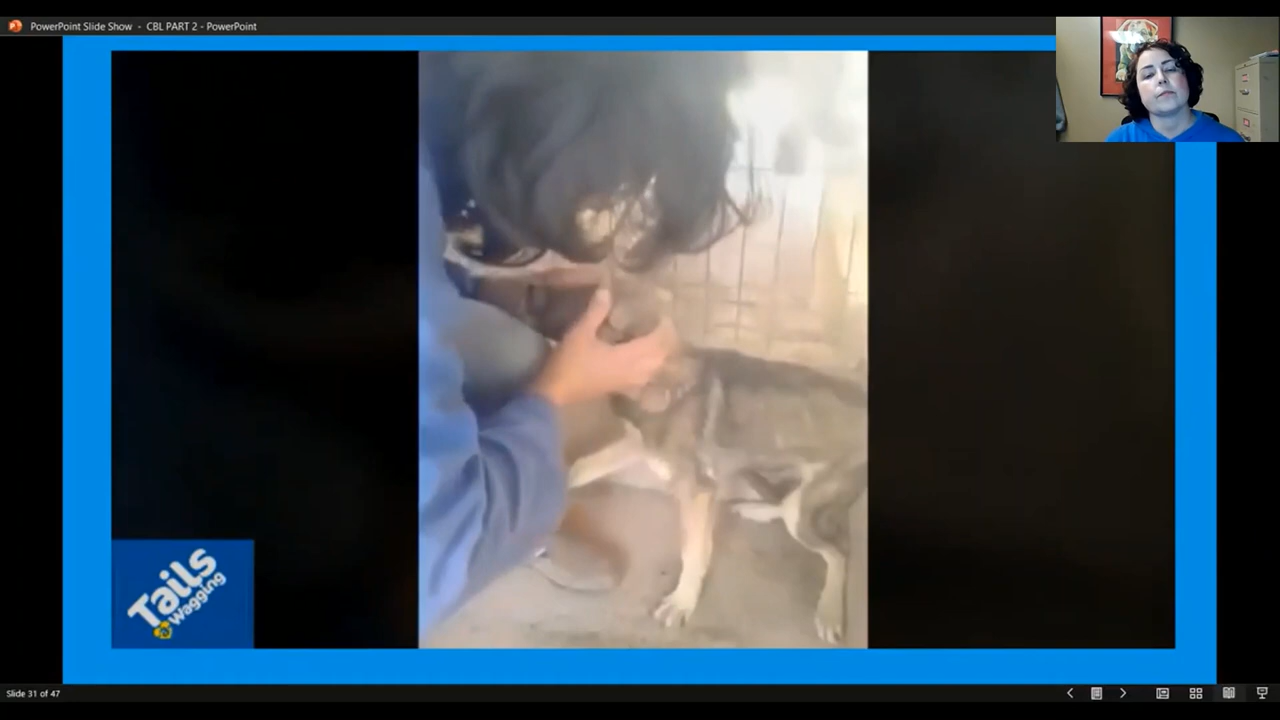 PowerPoint Slide Show - CBL PART 2 - PowerPoint
Tails
Wagging
Slide 31 of 47